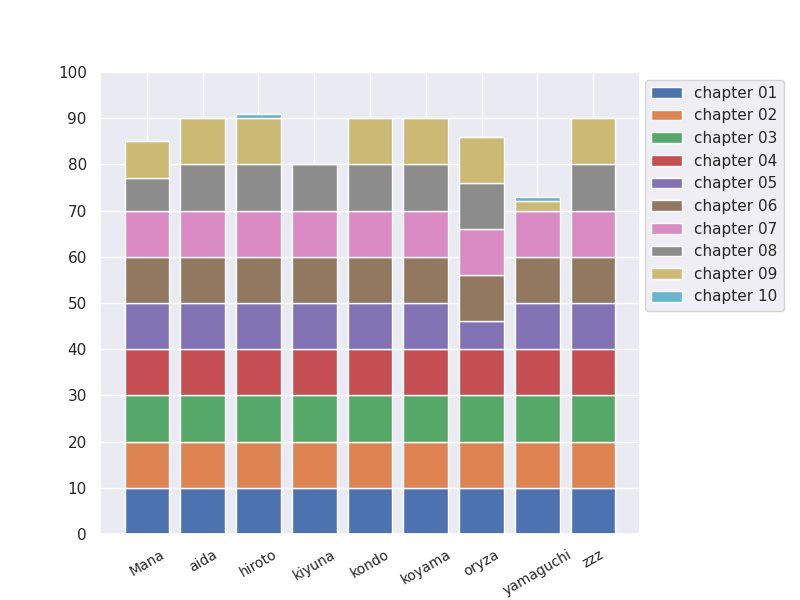 100
90
80
70
60
50
40
30
20
10
0
Mana aida hiroto kiyuna kondo koyama oryza yamaguchi zzz
chapter 01
chapter 02
chapter 03
chapter 04
chapter 05
chapter 06
chapter 07
chapter 08
chapter 09
chapter 10